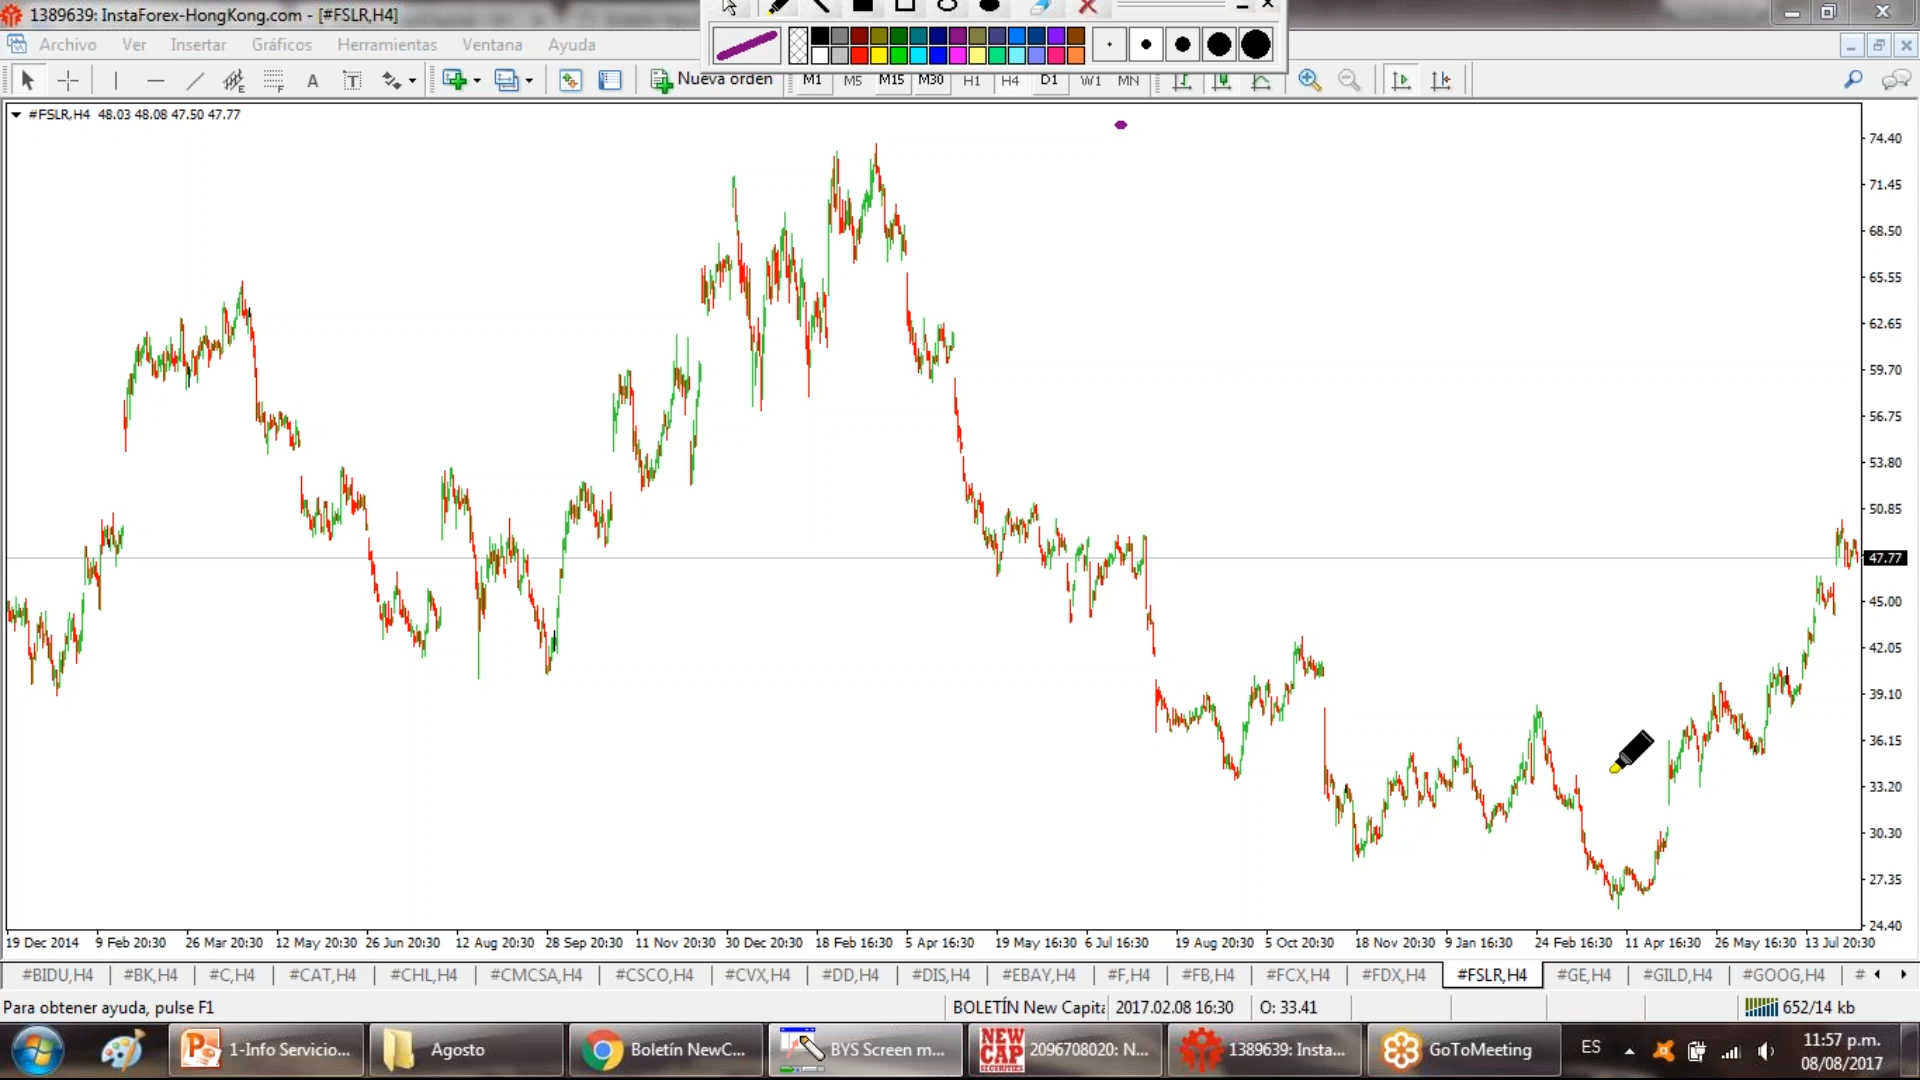 1389639: InstaForex-HongKong.com - [#FSLR,H4]
Archivo Ver Insertar Gráficos Herramientas Ventana Ayuda
A T Nueva orden M1 M5 M15 M30 H1 H4 D1 W1 MN
#FSLR,H4 48.03 48.08 47.50 47.77
74.40
71.45
68.50
65.55
62.65
59.70
56.75
53.80
50.85
47.77
45.00
42.05
39.10
36.15
33.20
30.30
27.35
24.40
19 Dec 2014 9 Feb 20:30 26 Mar 20:30 12 May 20:30 26 Jun 20:30 12 Aug 20:30 28 Sep 20:30 11 Nov 20:30 30 Dec 20:30 18 Feb 16:30 5 Apr 16:30 19 May 16:30 6 Jul 16:30 19 Aug 20:30 5 Oct 20:30 18 Nov 20:30 9 Jan 16:30 24 Feb 16:30 11 Apr 16:30 26 May 16:30 13 Jul 20:30
#BIDU,H4 #BK,H4 #C,H4 #CAT,H4 #CHL,H4 #CMCSA,H4 #CSCO,H4 #CVX,H4 #DD,H4 #DIS,H4 #EBAY,H4 #F,H4 #FB,H4 #FCX,H4 #FDX,H4 #FSLR,H4 #GE,H4 #GILD,H4 #GOOG,H4 #
Para obtener ayuda, pulse F1 BOLETÍN New Capita 2017.02.08 16:30 O: 33.41 652/14 kb
1-Info Servicio... Agosto Boletín NewC... BYS Screen m... NEW CAP SECURITIES 2096708020: N... 1389639: Insta... GoToMeeting ES 11:57 p.m.
08/08/2017